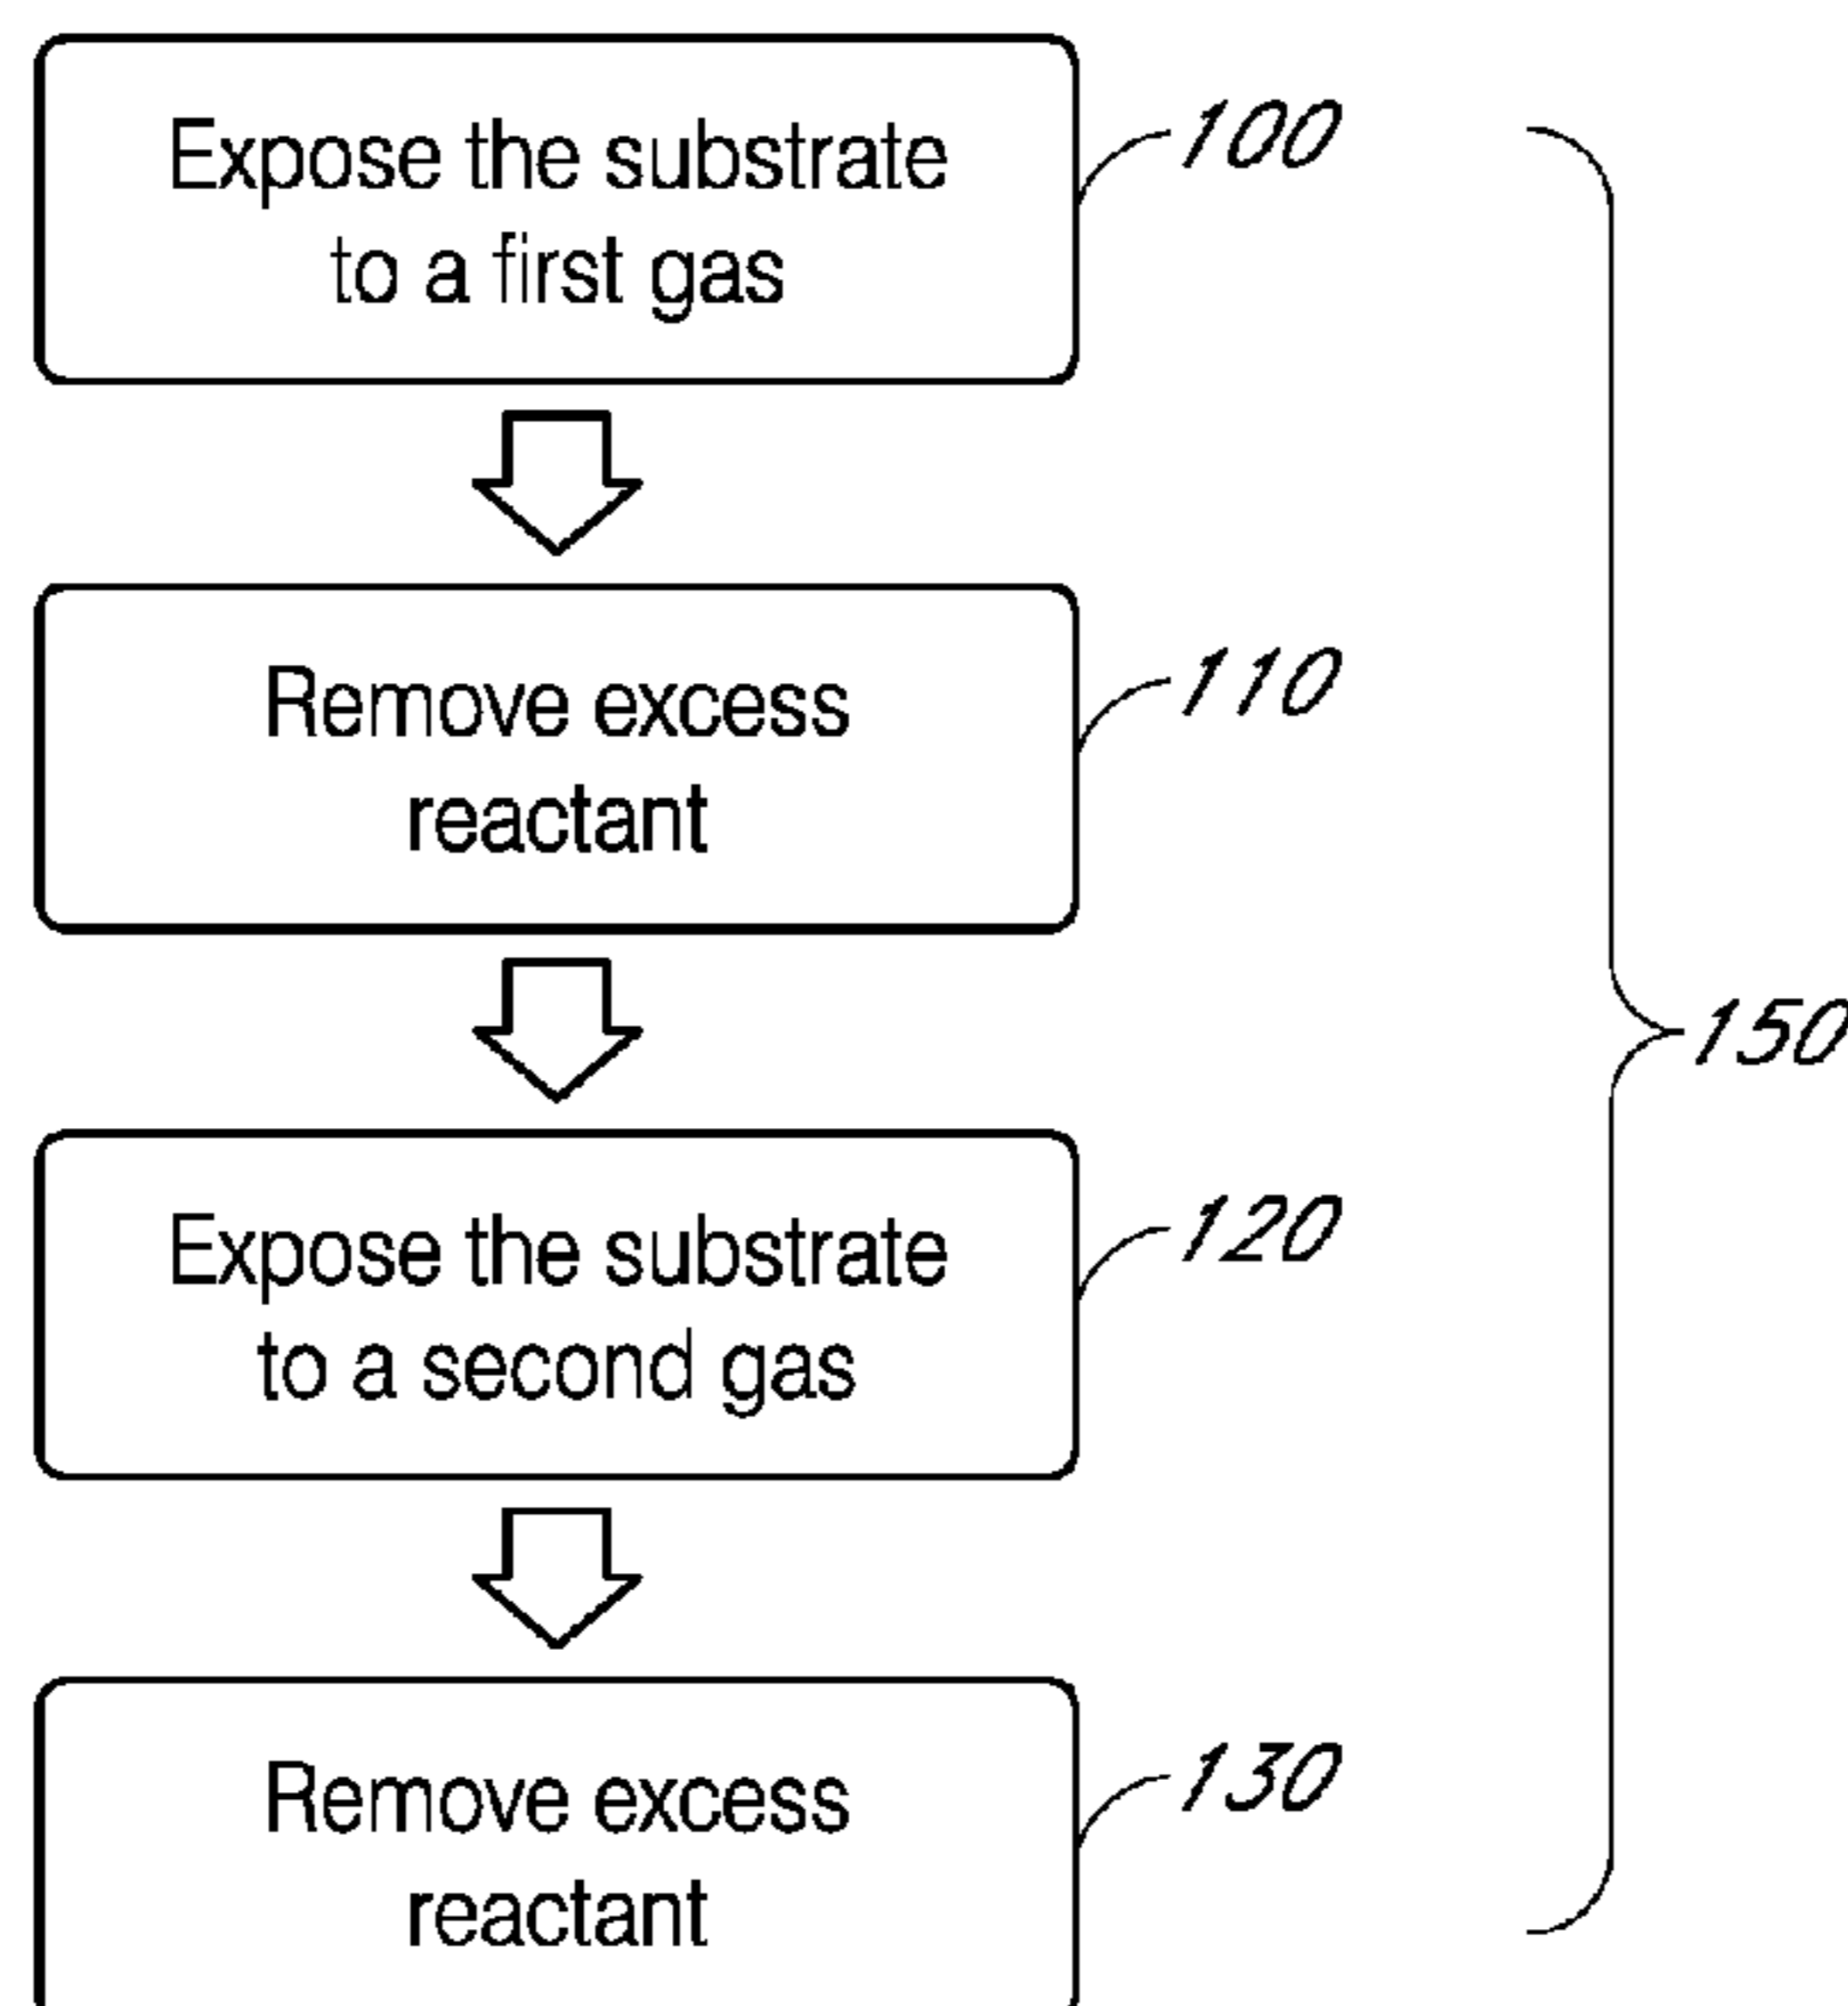 Expose the substrate
to a first gas
100
Remove excess
reactant
110
150
Expose the substrate
to a second gas
120
Remove excess
reactant
130